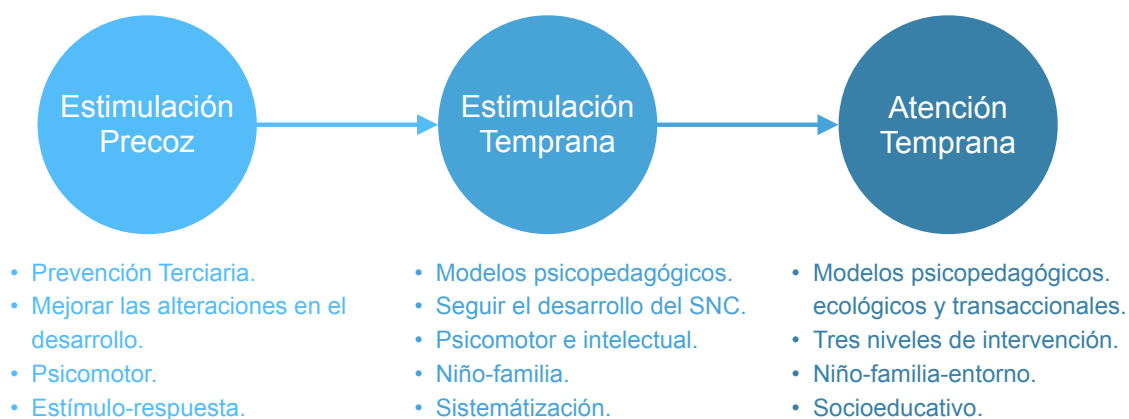 Estimulación
Precoz
Estimulación
Temprana
Atención
Temprana
• Prevención Terciaria.
• Mejorar las alteraciones en el
desarrollo.
• Psicomotor.
• Estímulo-respuesta.
• Modelos psicopedagógicos.
• Seguir el desarrollo del SNC.
• Psicomotor e intelectual.
• Niño-familia.
• Sistemátización.
• Modelos psicopedagógicos.
ecológicos y transaccionales.
• Tres niveles de intervención.
• Niño-familia-entorno.
• Socioeducativo.